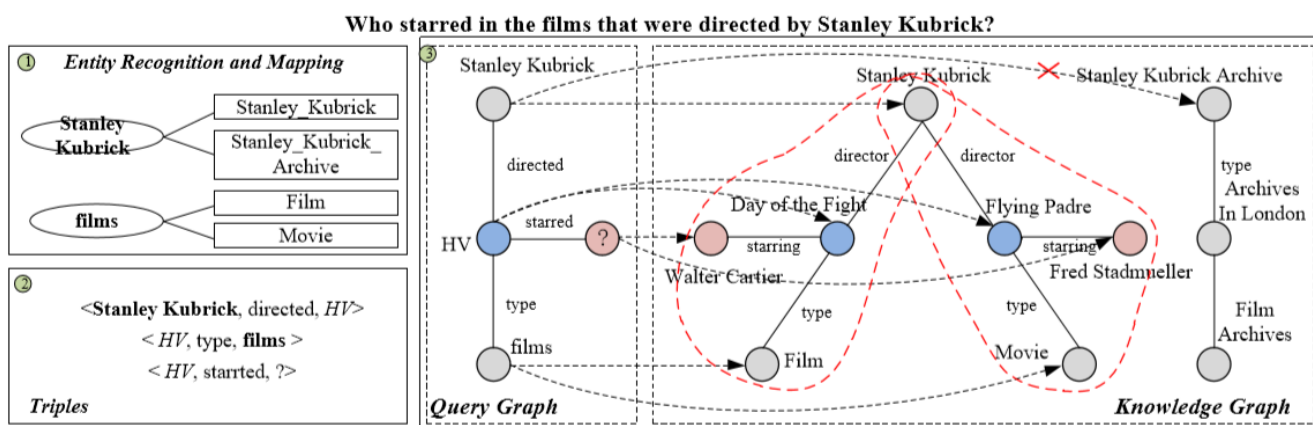 Who starred in the films that were directed by Stanley Kubrick?
1
Entity Recognition and Mapping
Stanley
Kubrick
Stanley_Kubrick
Stanley_Kubrick_
Archive
films
Film
Movie
2
<Stanley Kubrick, directed, HV>
< HV, type, films >
< HV, starrted, ?>
Triples
3
Stanley Kubrick
directed
HV
starred
?
type
films
Query Graph
Stanley Kubrick
director
director
Day of the Fight
Flying Padre
starring
starring
Walter Cartier
Fred Stadmueller
type
type
Film
Movie
Stanley Kubrick Archive
type
Archives
In London
Film
Archives
Knowledge Graph